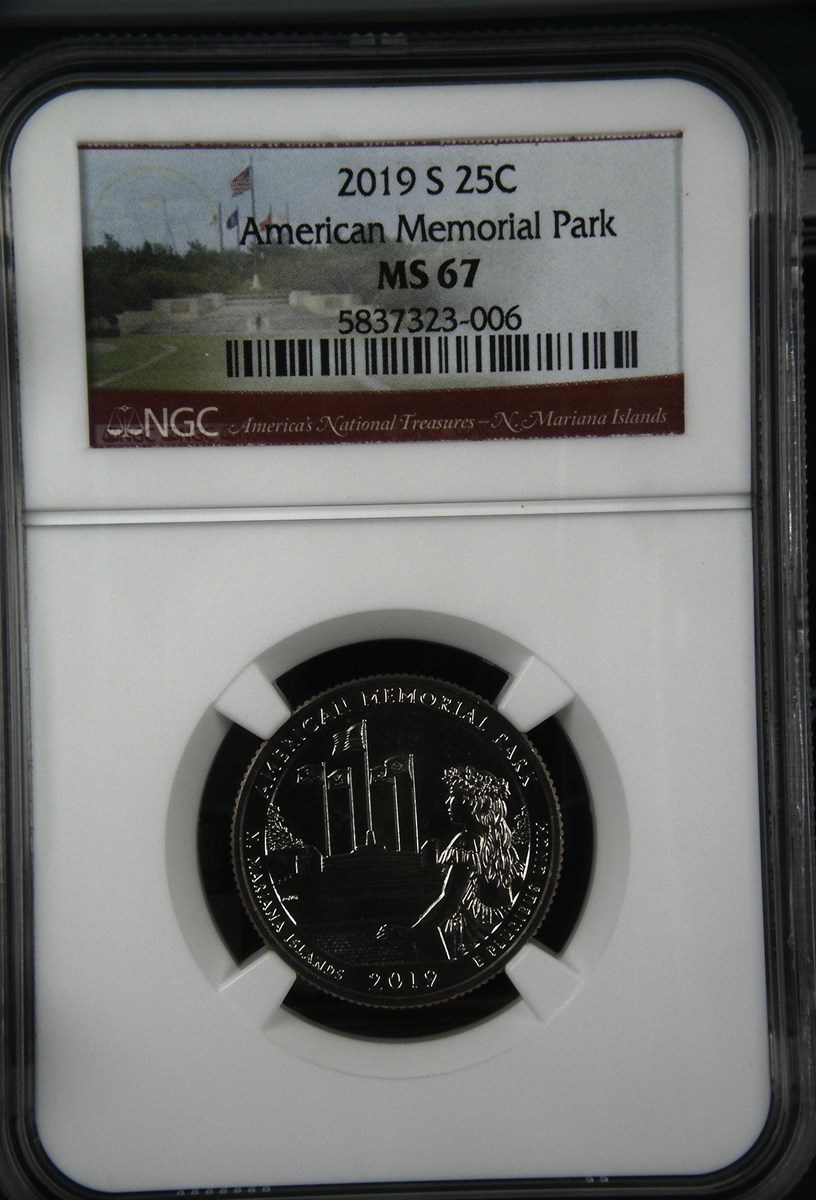 2019 S 25C
American Memorial Park
MS 67
5837323-006
NGC America's National Treasures – N. Mariana Islands
AMERICAN MEMORIAL PARK
N. MARIANA ISLANDS
2019
E PLURIBUS UNUM